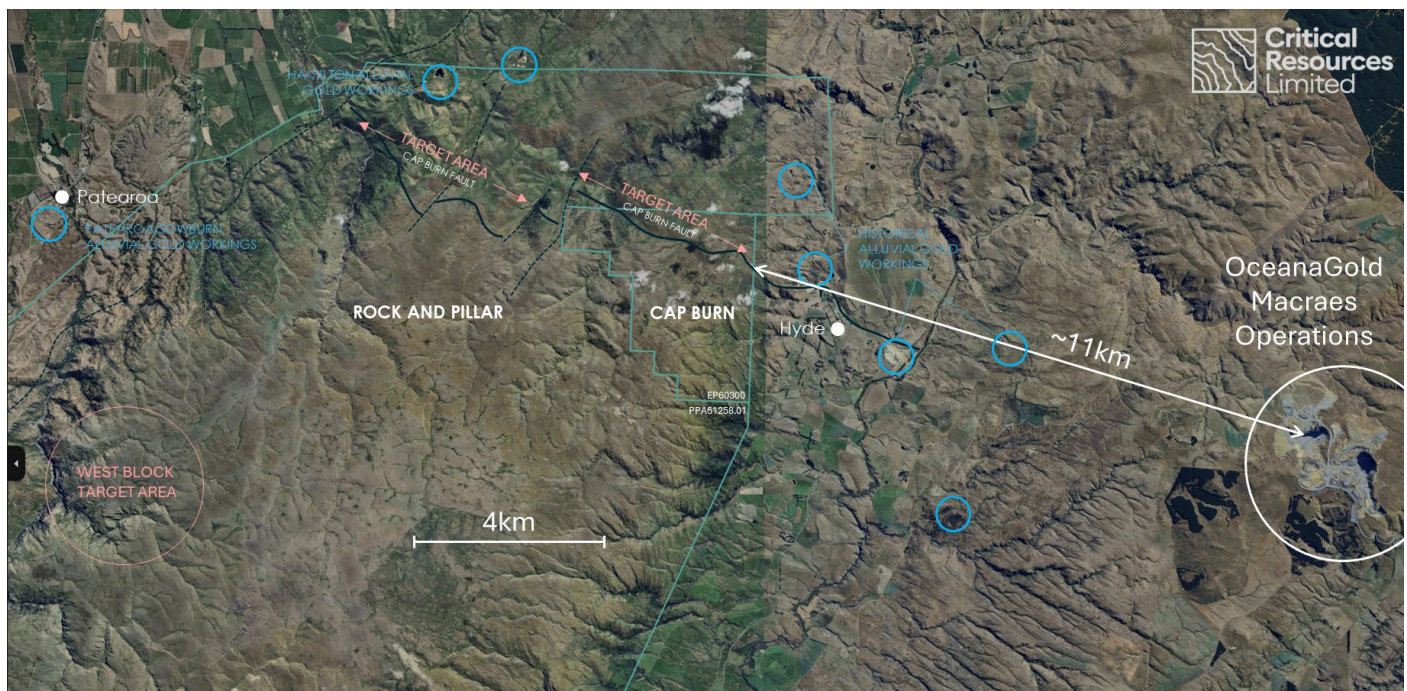 Critical
Resources
Limited
HAMILTON ALLUVIAL
GOLD WORKINGS
TARGET AREA
CAP BURN FAULT
TARGET AREA
CAP BURN FAULT
Patearoa
ALLUVIAL GOLD WORKINGS
HISTORICAL
ALLUVIAL GOLD
WORKINGS
OceanaGold
Macraes
Operations
ROCK AND PILLAR
CAP BURN
Hyde
~11km
EP60300
PPA61258.01
WEST BLOCK
TARGET AREA
4km